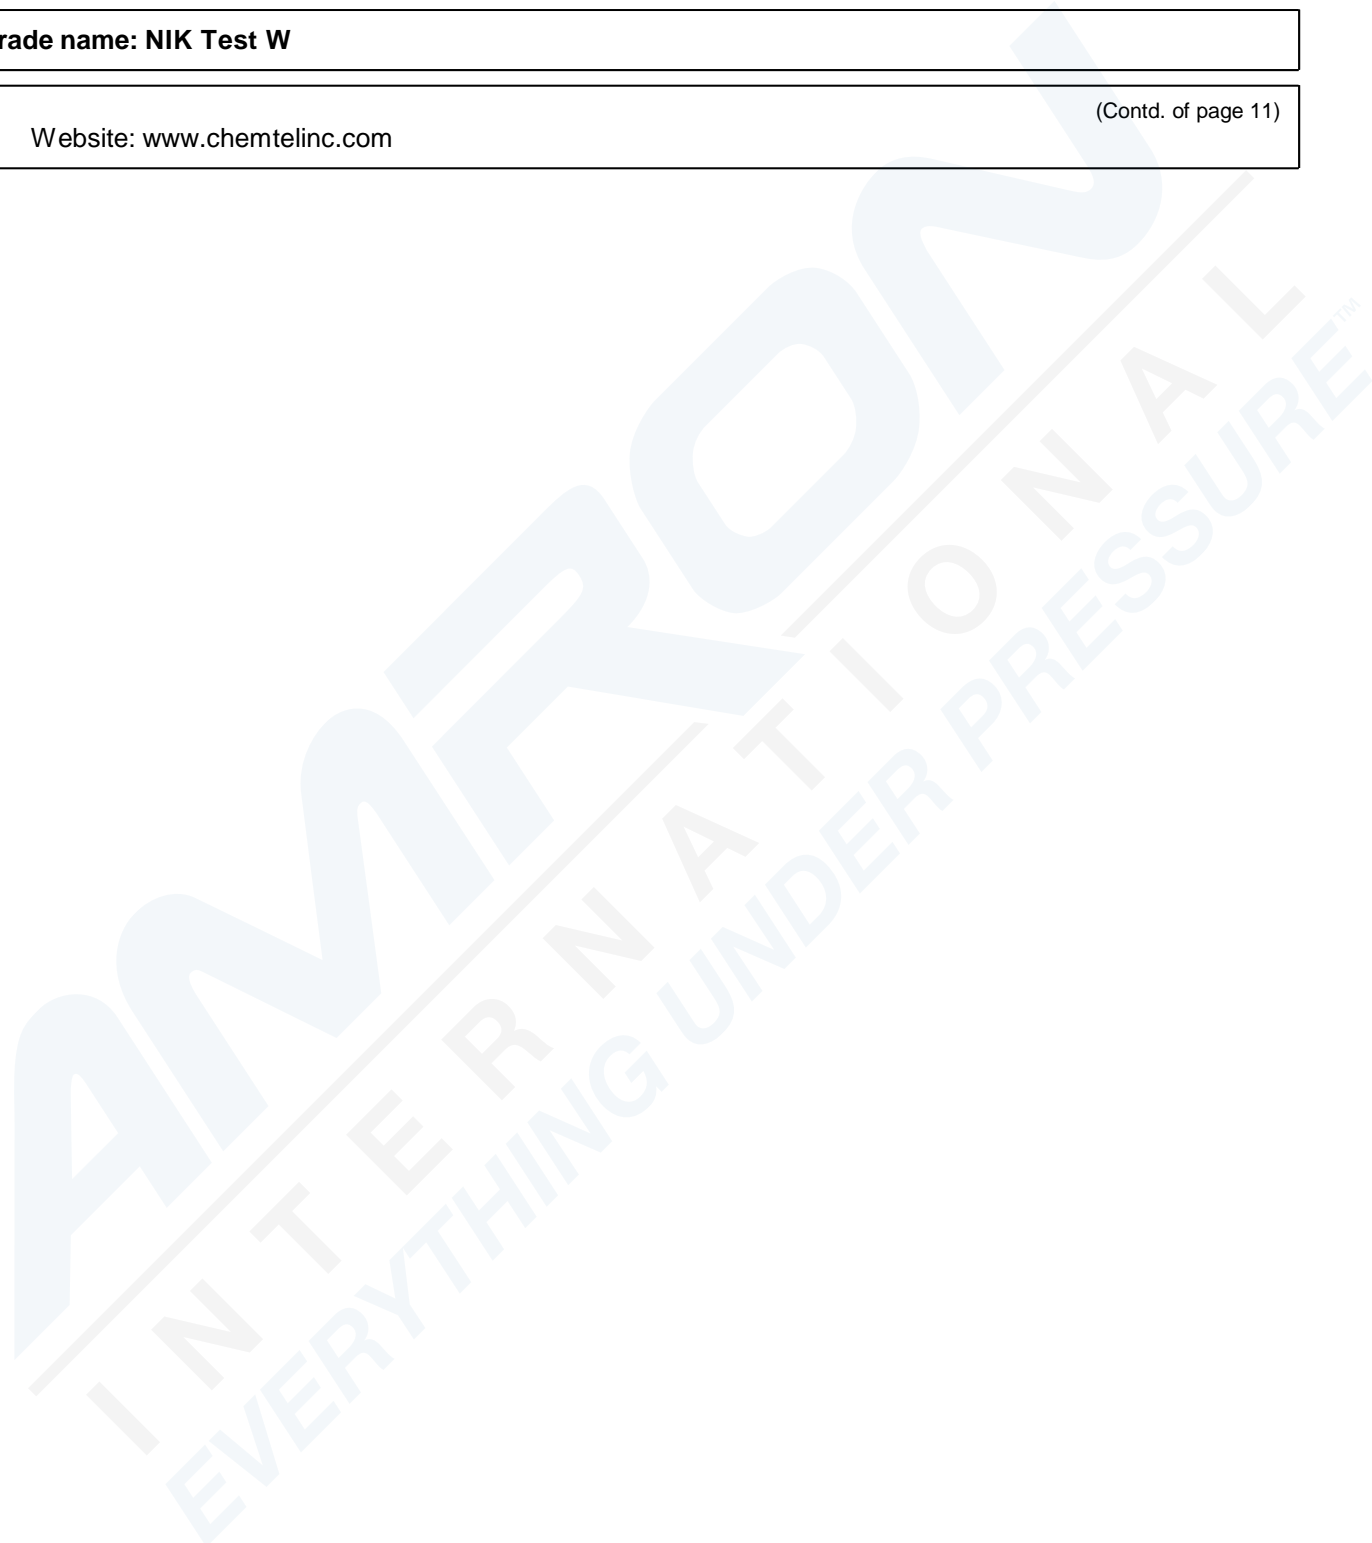 rade name: NIK Test W
(Contd. of page 11)
Website: www.chemtelinc.com
AMRON
INTERNATIONAL
EVERYTHING UNDER PRESSURE™